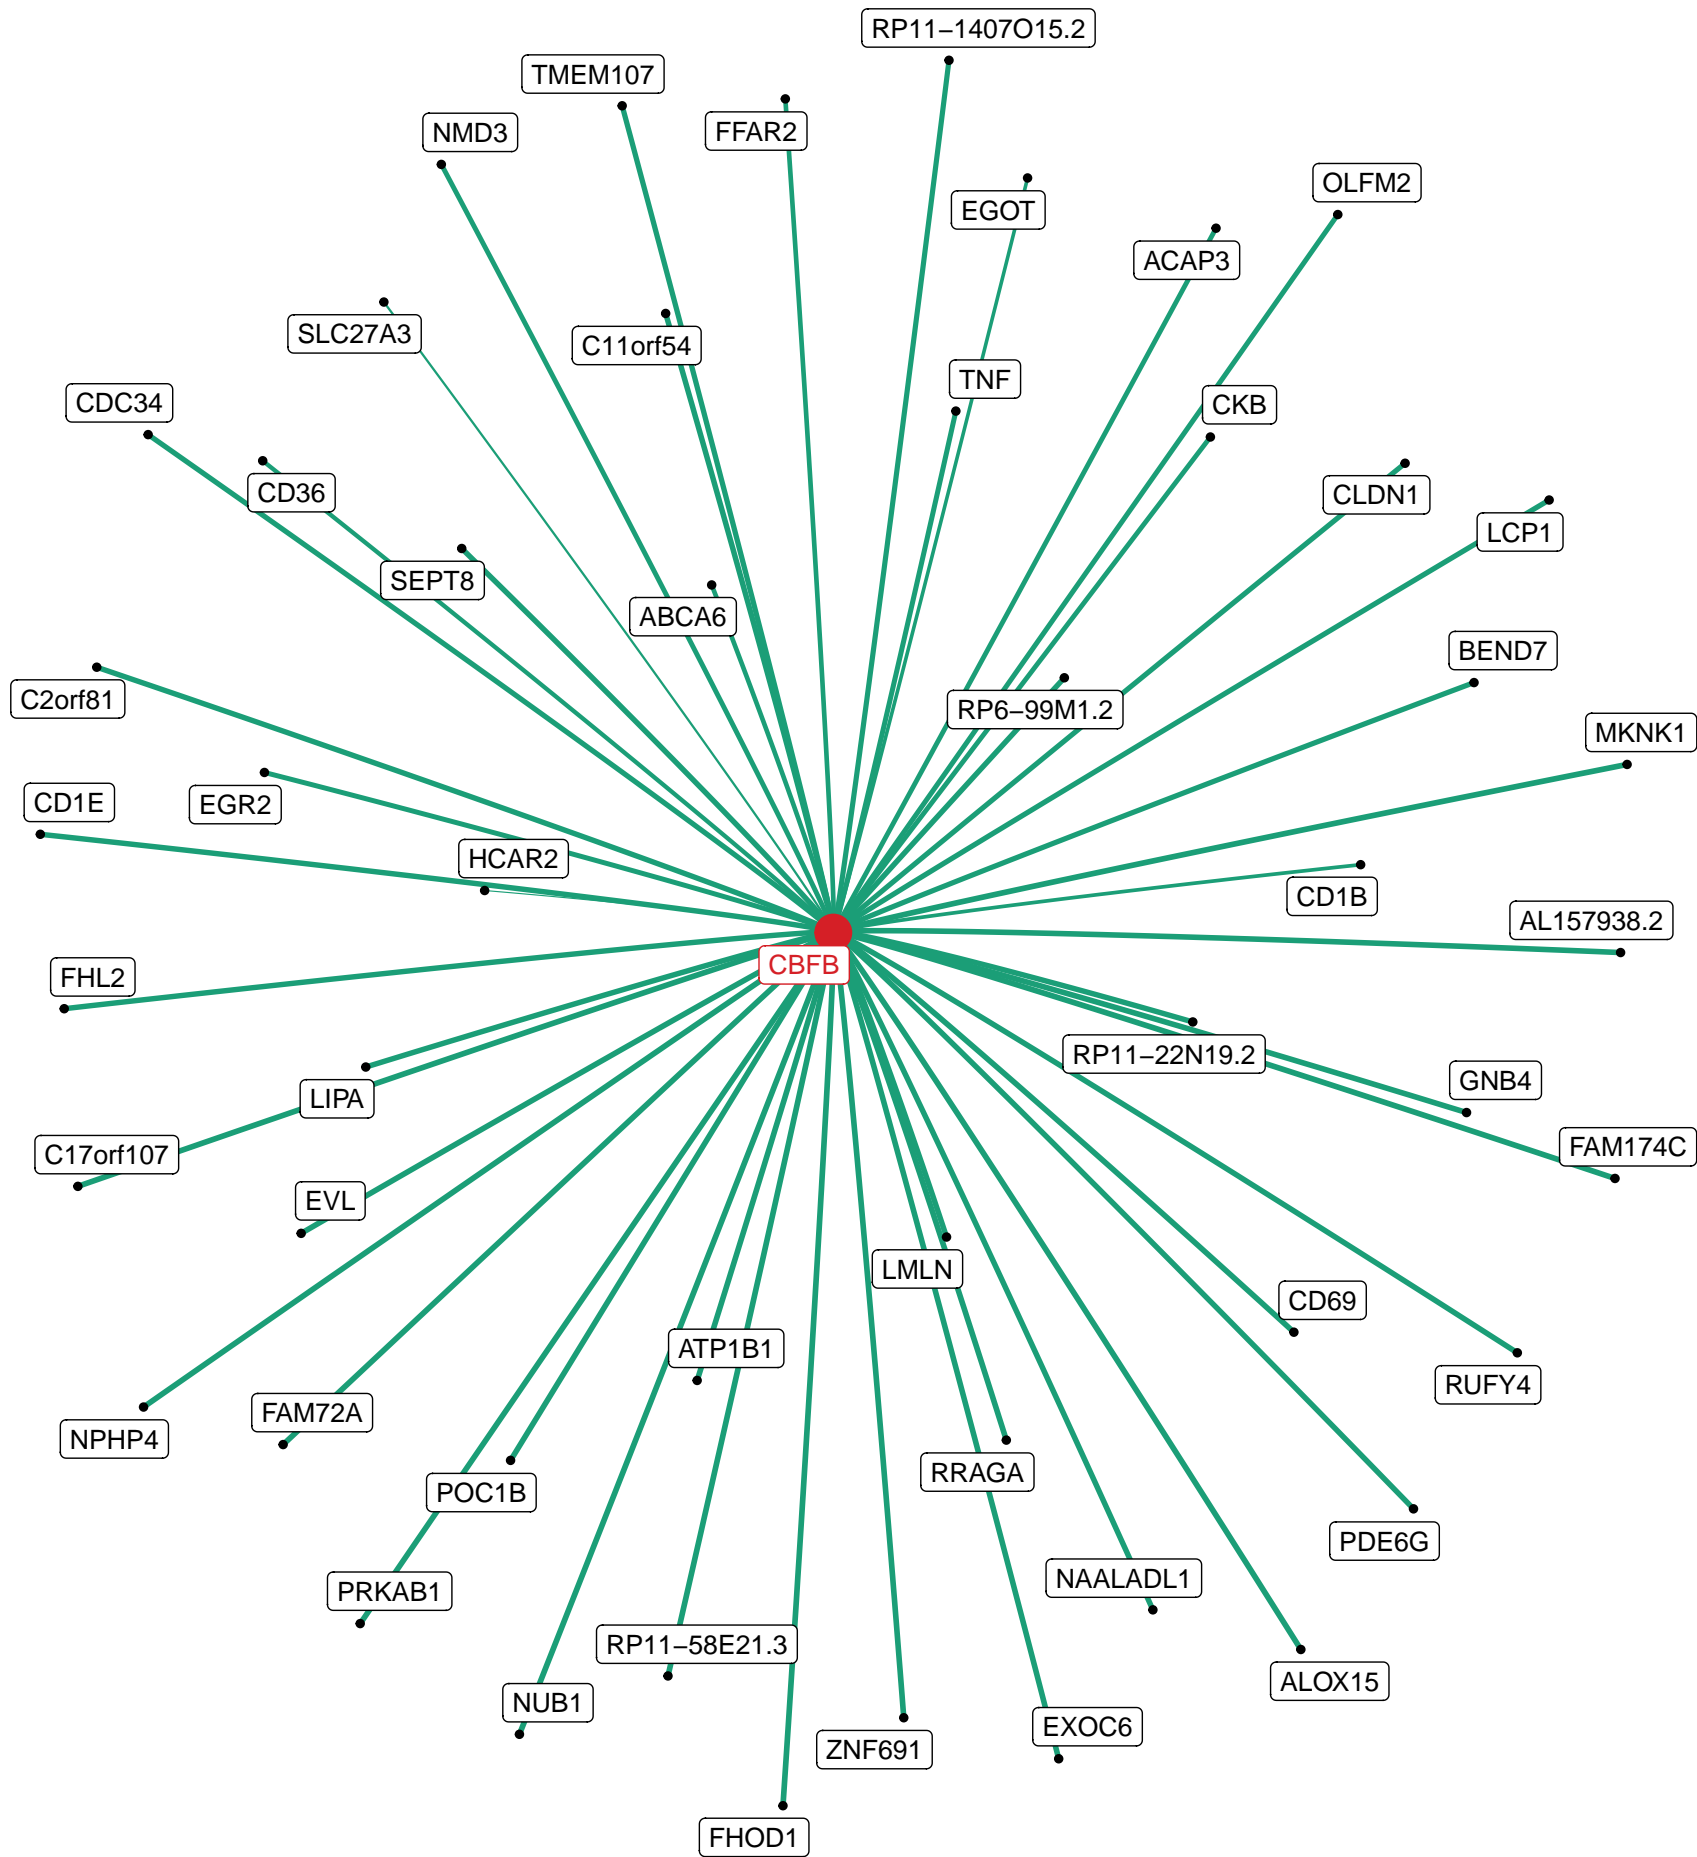 RP11−1407O15.2
TMEM107
FFAR2
NMD3
OLFM2
EGOT
ACAP3
SLC27A3
C11orf54
TNF
CDC34
CKB
CD36
CLDN1
LCP1
SEPT8
ABCA6
BEND7
C2orf81
RP6−99M1.2
MKNK1
CD1E
EGR2
HCAR2
CD1B
AL157938.2
CBFB
FHL2
RP11−22N19.2
GNB4
LIPA
FAM174C
C17orf107
EVL
LMLN
CD69
ATP1B1
RUFY4
FAM72A
NPHP4
RRAGA
POC1B
PDE6G
NAALADL1
PRKAB1
RP11−58E21.3
ALOX15
NUB1
EXOC6
ZNF691
FHOD1